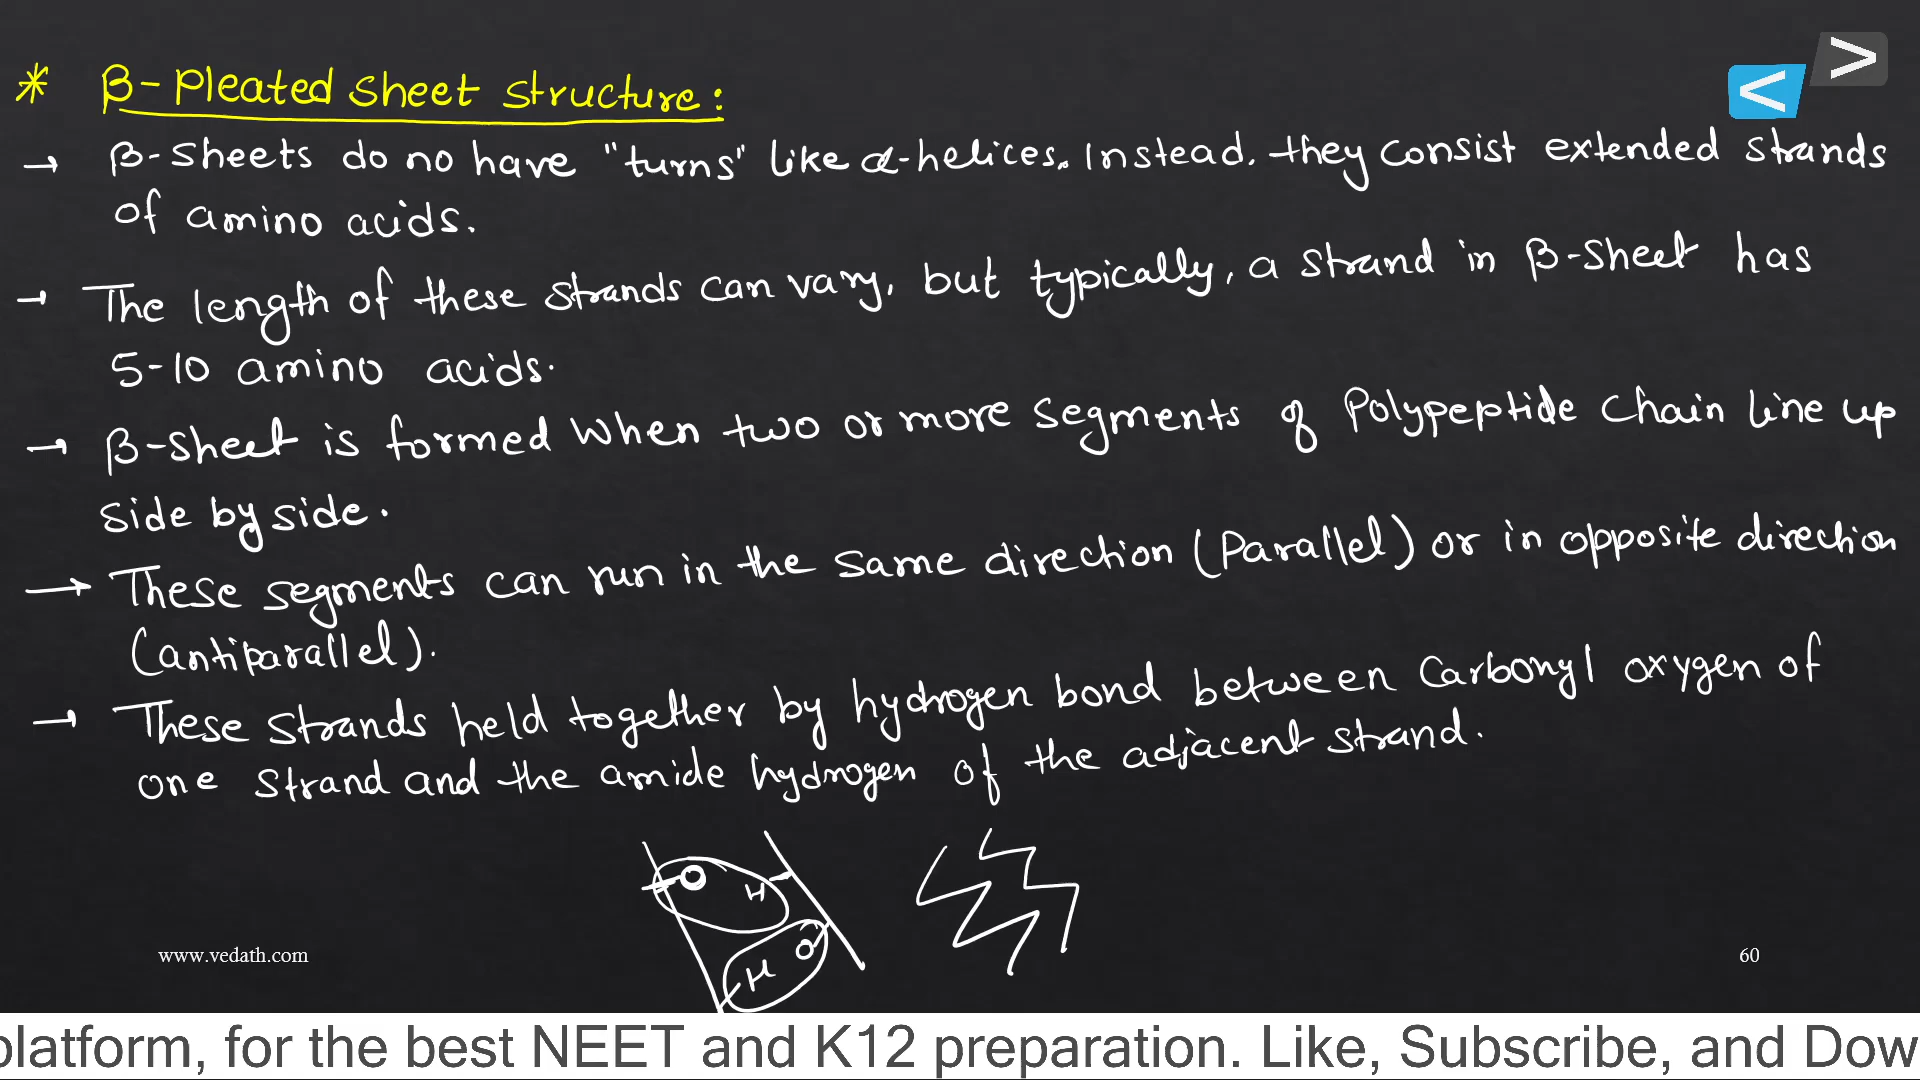 * β-Pleated sheet structure:
→ β-sheets do no have "turns" like α-helices. Instead, they consist extended strands
of amino acids.
→ The length of these strands can vary, but typically, a strand in β-sheet has
5-10 amino acids.
→ β-sheet is formed when two or more segments of polypeptide chain line up
side by side.
→ These segments can run in the same direction (Parallel) or in opposite direction
(antiparallel).
→ These strands held together by hydrogen bond between carbonyl oxygen of
one strand and the amide hydrogen of the adjacent strand.
O H
H O
www.vedath.com
60
platform, for the best NEET and K12 preparation. Like, Subscribe, and Dow